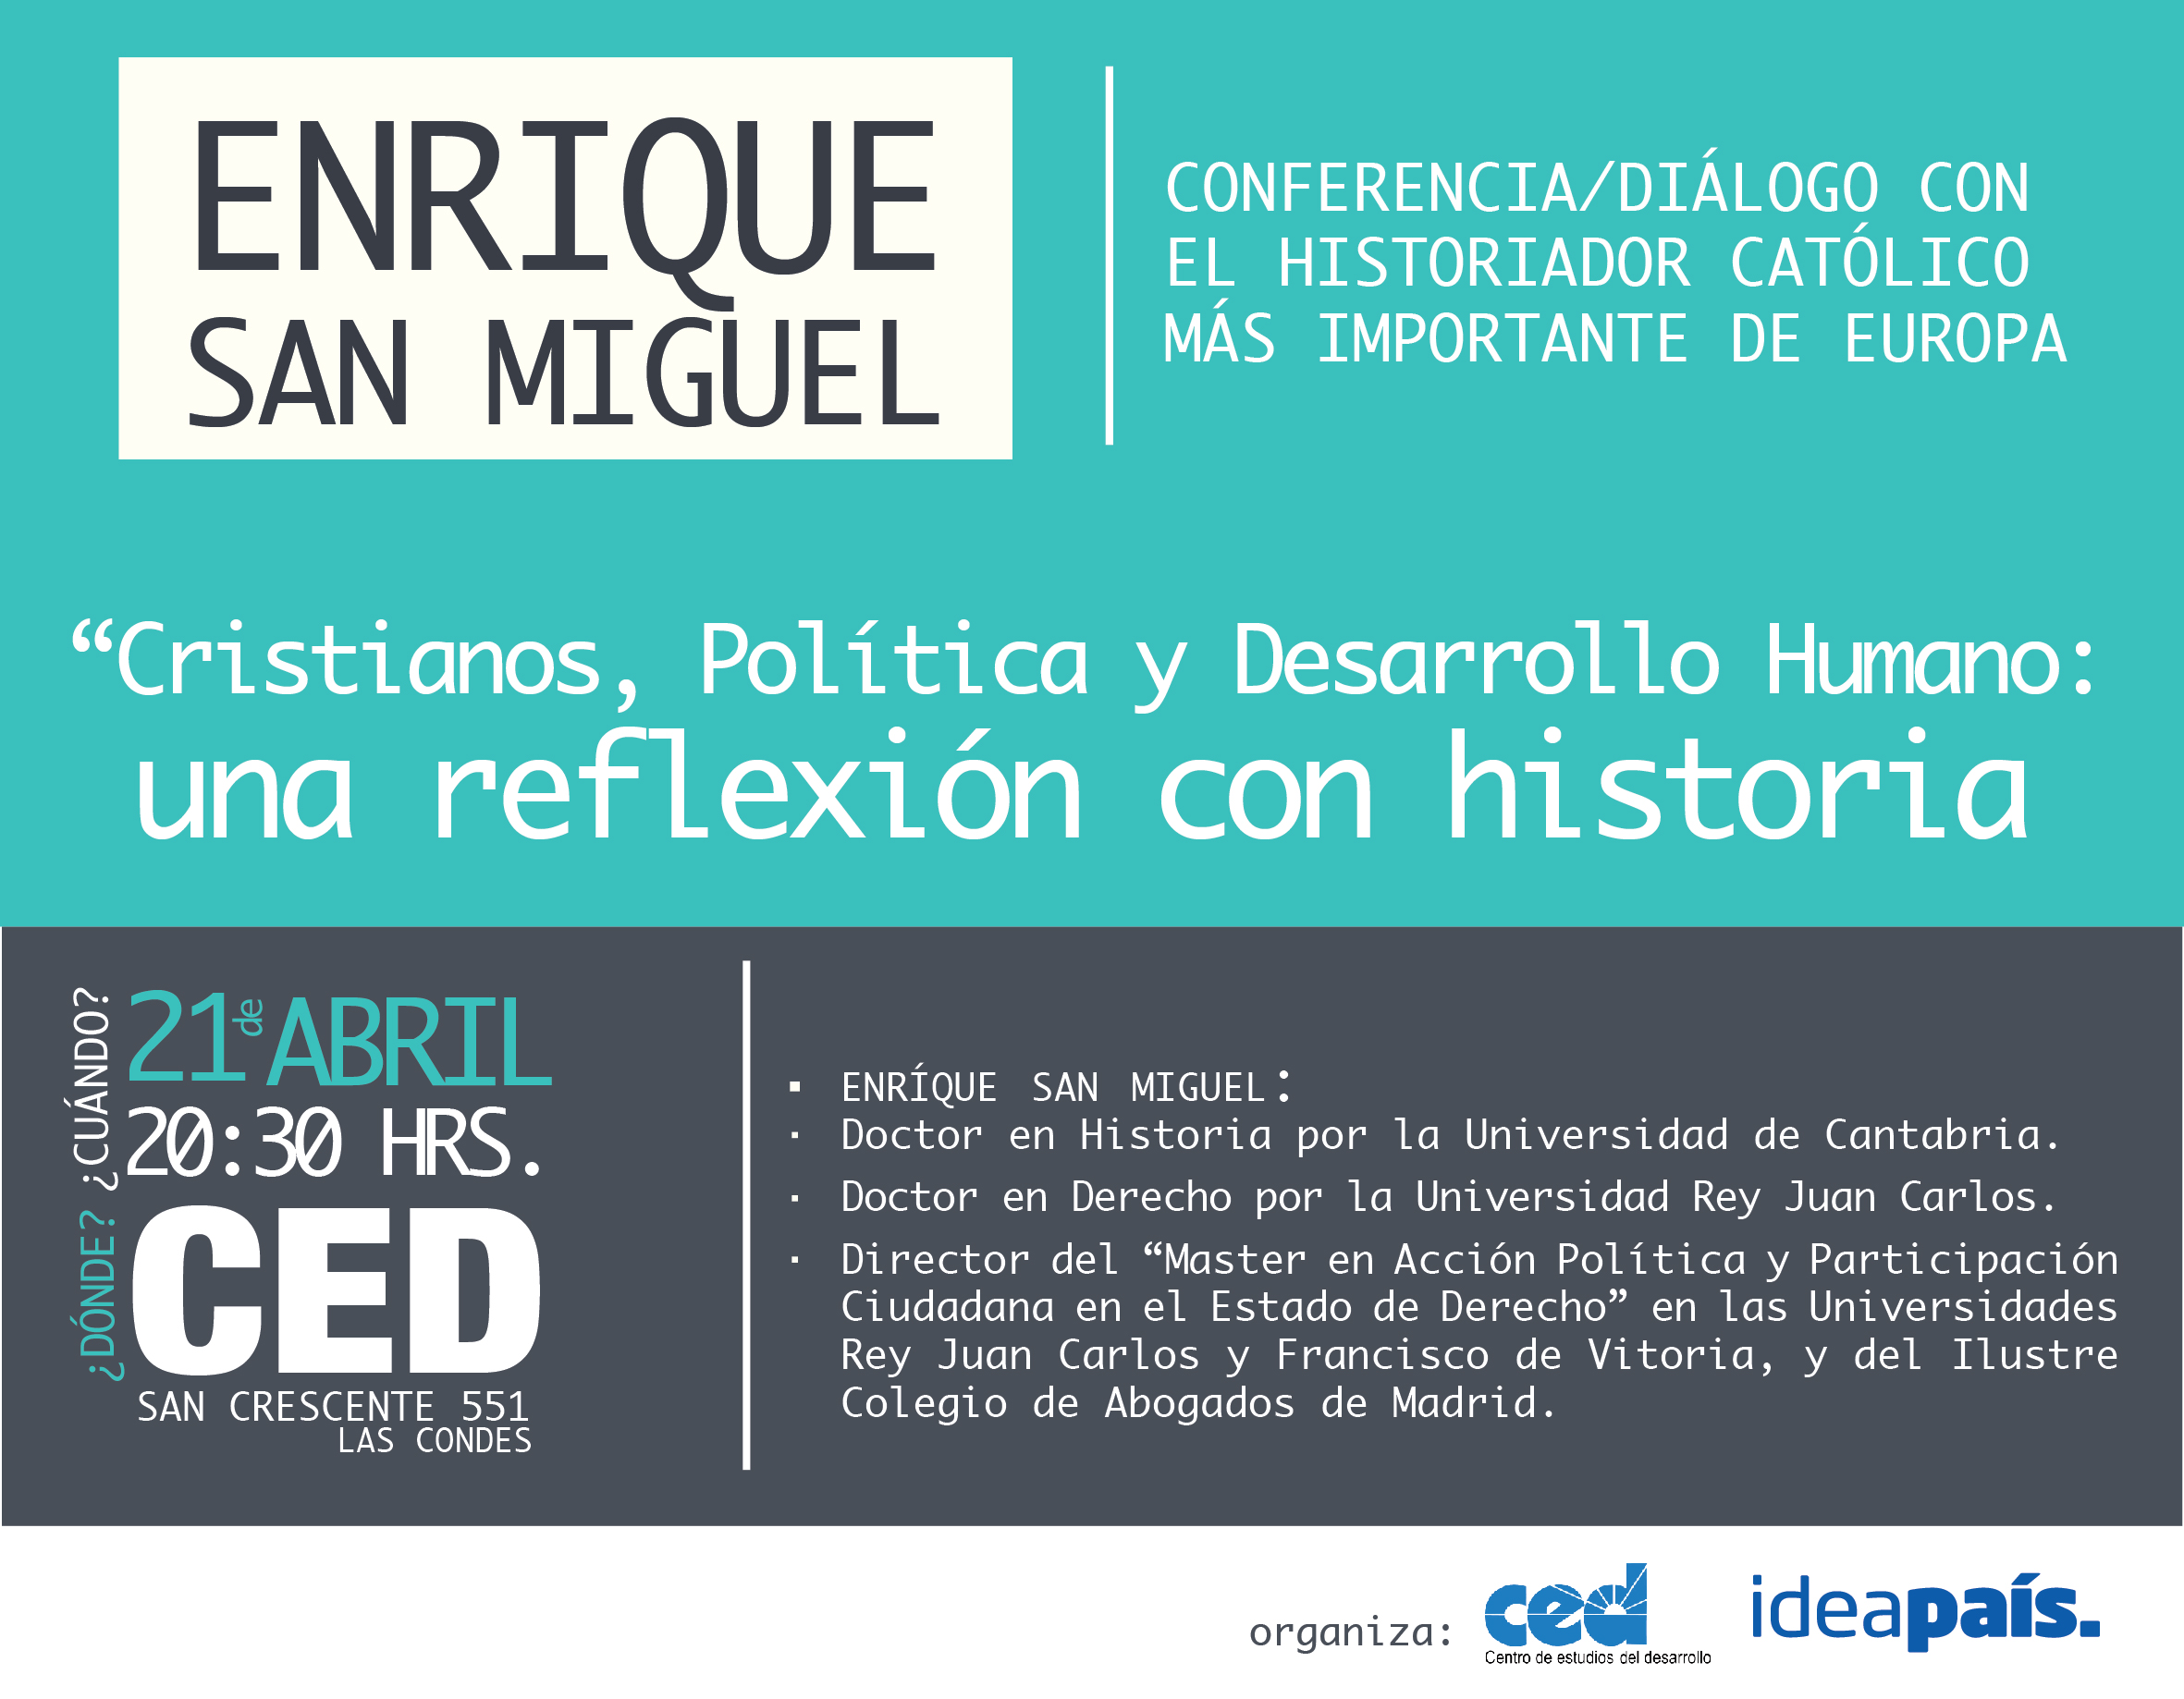 ENRIQUE
SAN MIGUEL
CONFERENCIA/DIÁLOGO CON
EL HISTORIADOR CATÓLICO
MÁS IMPORTANTE DE EUROPA
“Cristianos, Política y Desarrollo Humano:
una reflexión con historia
¿CUÁNDO?
21 de ABRIL
20:30 HRS.
¿DÓNDE?
CED
SAN CRESCENTE 551
LAS CONDES
· ENRÍQUE SAN MIGUEL:
· Doctor en Historia por la Universidad de Cantabria.
· Doctor en Derecho por la Universidad Rey Juan Carlos.
· Director del “Master en Acción Política y Participación
Ciudadana en el Estado de Derecho” en las Universidades
Rey Juan Carlos y Francisco de Vitoria, y del Ilustre
Colegio de Abogados de Madrid.
organiza:
ced
Centro de estudios del desarrollo
ideapaís.